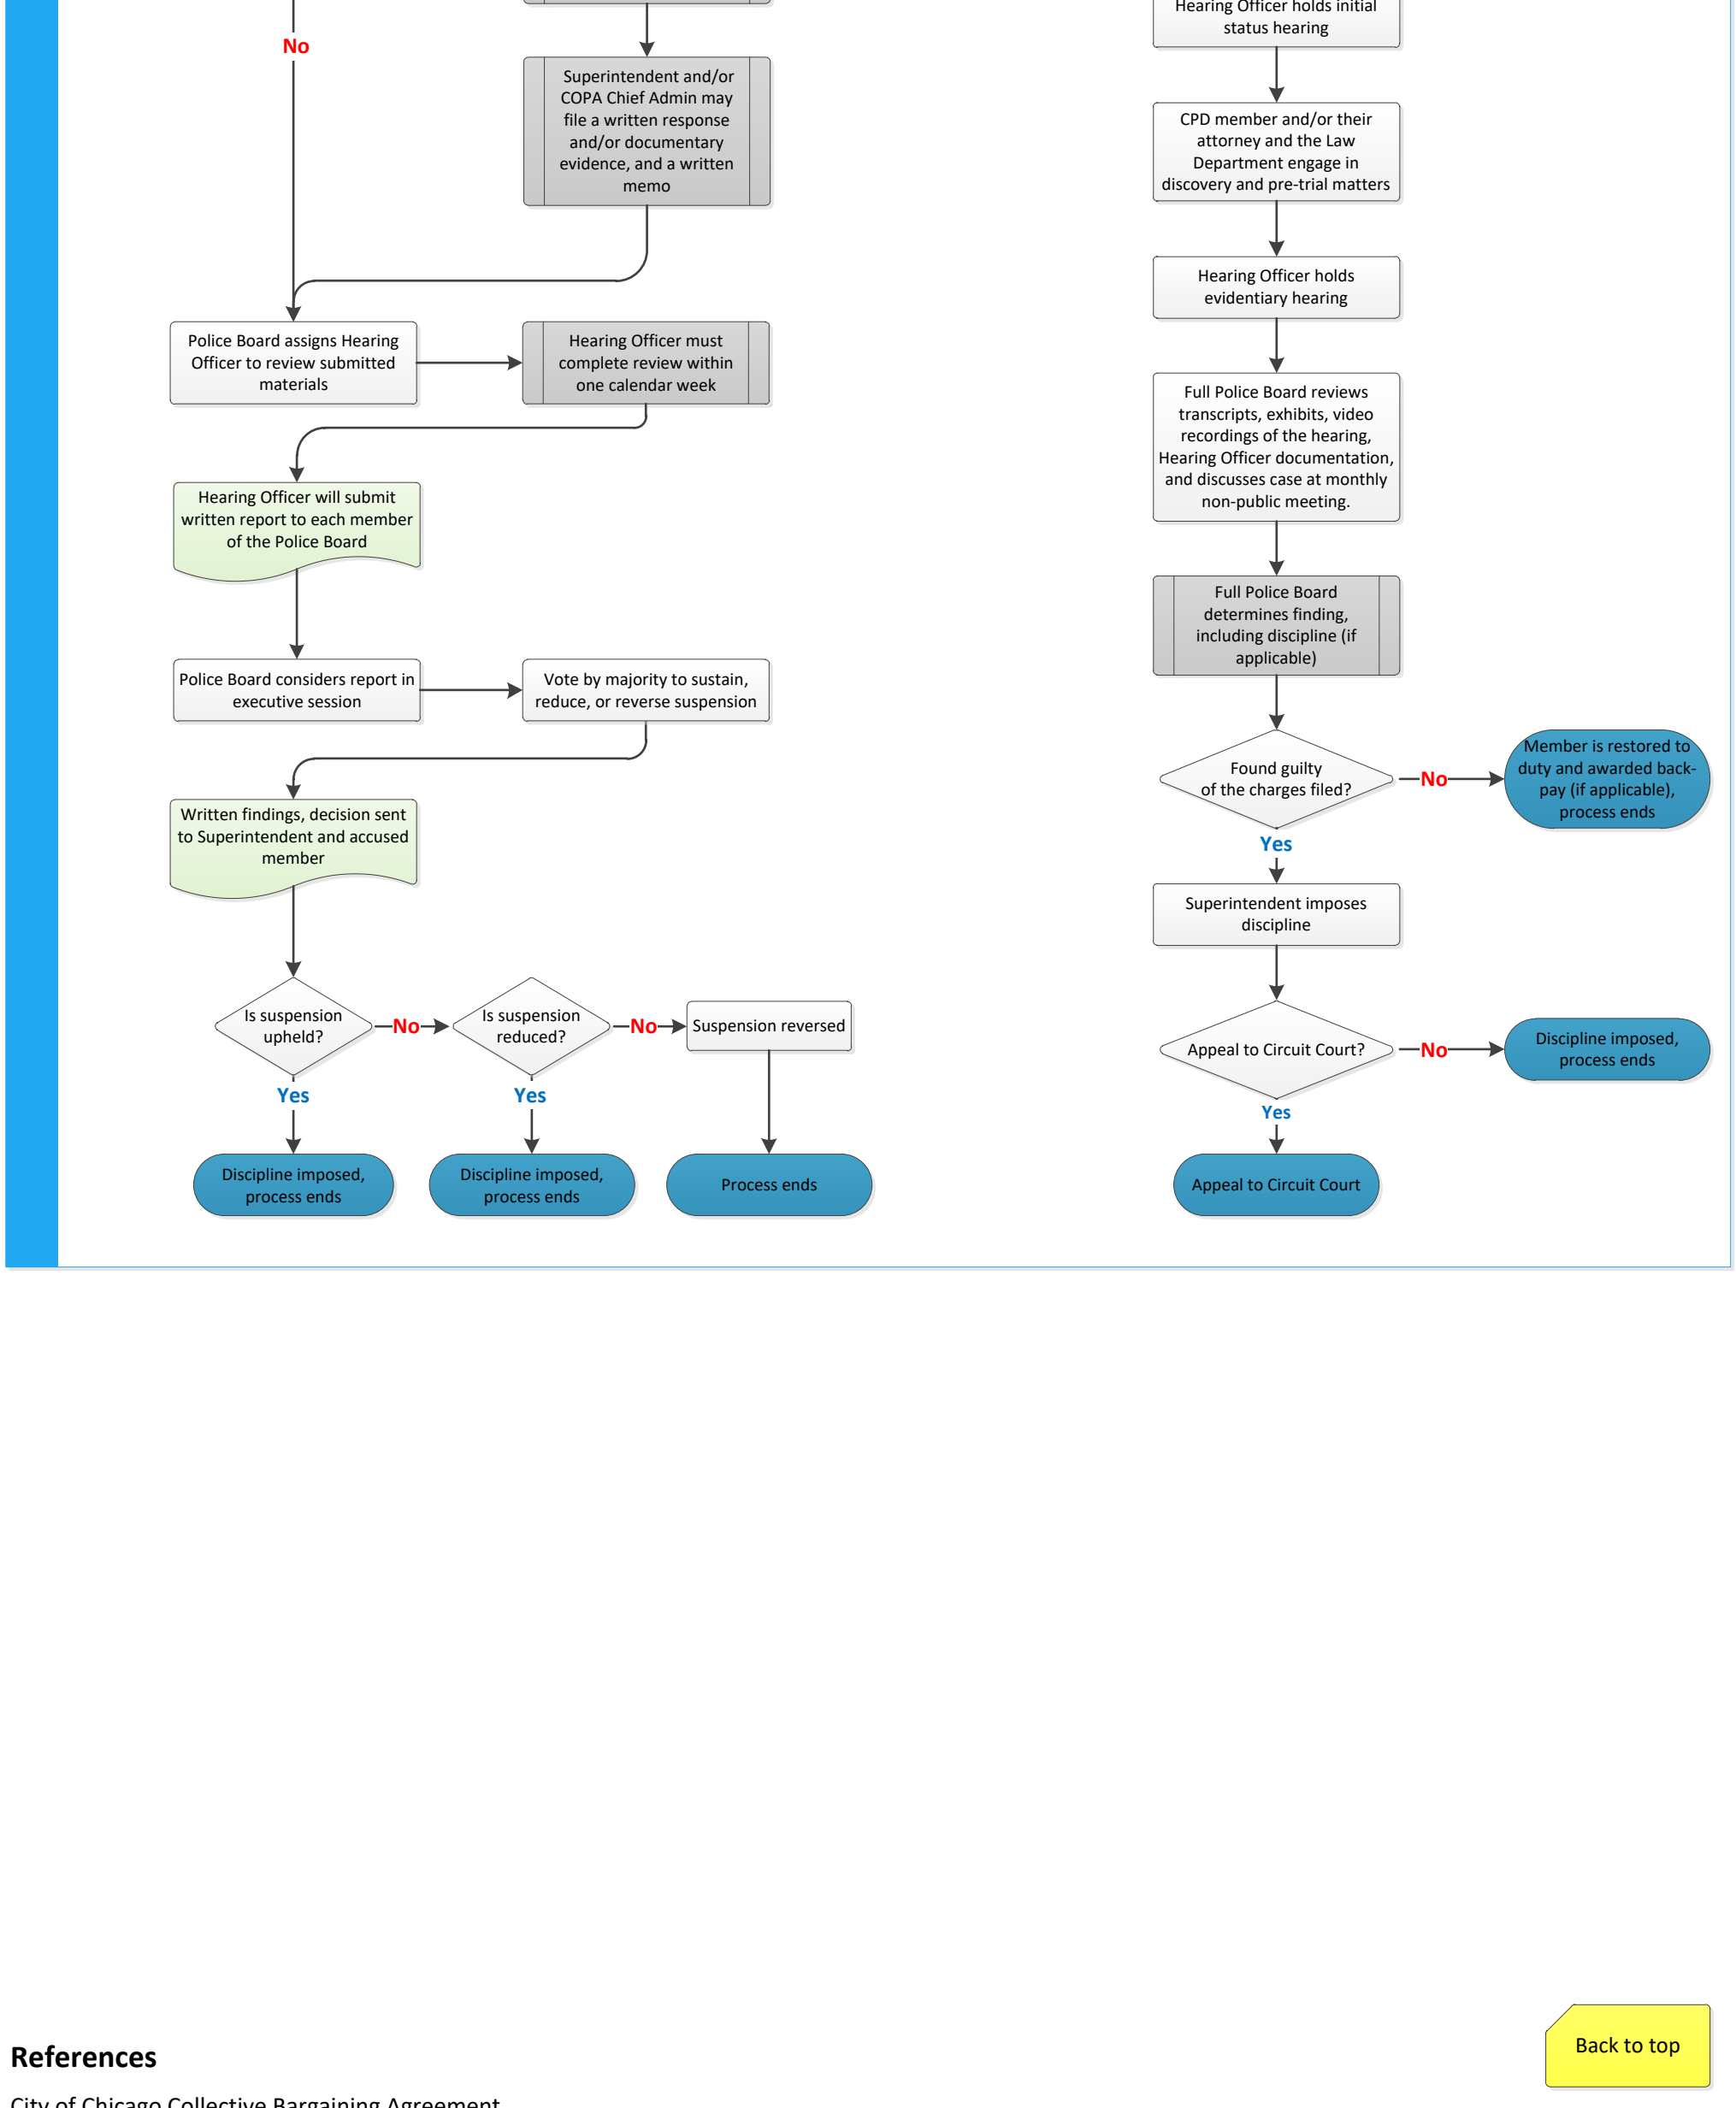 No
Superintendent and/or
COPA Chief Admin may
file a written response
and/or documentary
evidence, and a written
memo
Police Board assigns Hearing
Officer to review submitted
materials
Hearing Officer must
complete review within
one calendar week
Hearing Officer will submit
written report to each member
of the Police Board
Police Board considers report in
executive session
Vote by majority to sustain,
reduce, or reverse suspension
Written findings, decision sent
to Superintendent and accused
member
Is suspension
upheld?
No
Is suspension
reduced?
No
Suspension reversed
Yes
Yes
Discipline imposed,
process ends
Discipline imposed,
process ends
Process ends
Hearing Officer holds initial
status hearing
CPD member and/or their
attorney and the Law
Department engage in
discovery and pre-trial matters
Hearing Officer holds
evidentiary hearing
Full Police Board reviews
transcripts, exhibits, video
recordings of the hearing,
Hearing Officer documentation,
and discusses case at monthly
non-public meeting.
Full Police Board
determines finding,
including discipline (if
applicable)
Found guilty
of the charges filed?
No
Member is restored to
duty and awarded back-
pay (if applicable),
process ends
Yes
Superintendent imposes
discipline
Appeal to Circuit Court?
No
Discipline imposed,
process ends
Yes
Appeal to Circuit Court
Back to top
References
City of Chicago Collective Bargaining Agreement